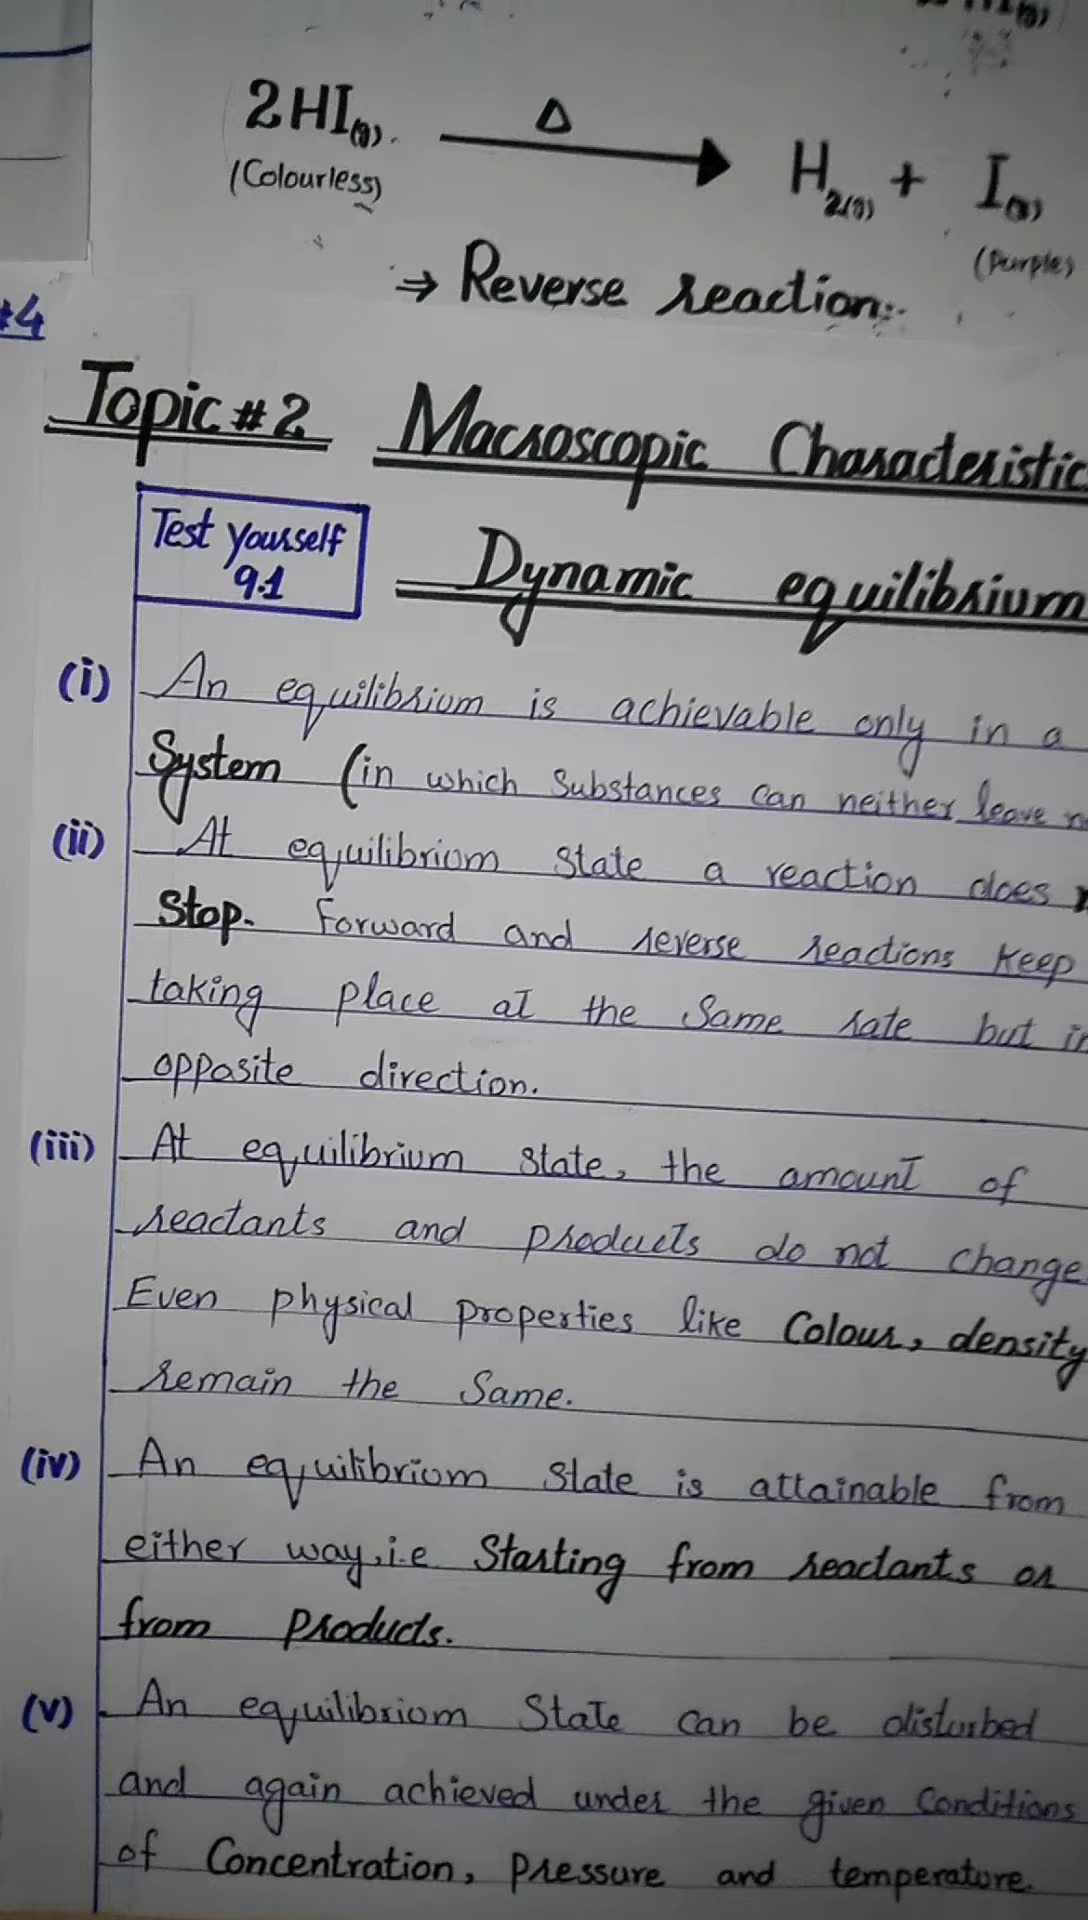 2HI(g) Δ H2(g) + I(g)
(Colourless) (Purple)
⇒ Reverse reaction:-
#4
Topic #2 Macroscopic Characteristic
Test yourself
9.1
Dynamic equilibrium
(i) An equilibrium is achievable only in a
System (in which Substances can neither leave n
(ii) At equilibrium state a reaction does
Stop. Forward and reverse reactions keep
taking place at the Same rate but in
opposite direction.
(iii) At equilibrium state, the amount of
reactants and products do not change
Even physical properties like Colour, density
remain the Same.
(iv) An equilibrium state is attainable from
either way, i.e Starting from reactants or
from products.
(v) An equilibrium State can be disturbed
and again achieved under the given Conditions
of Concentration, pressure and temperature.